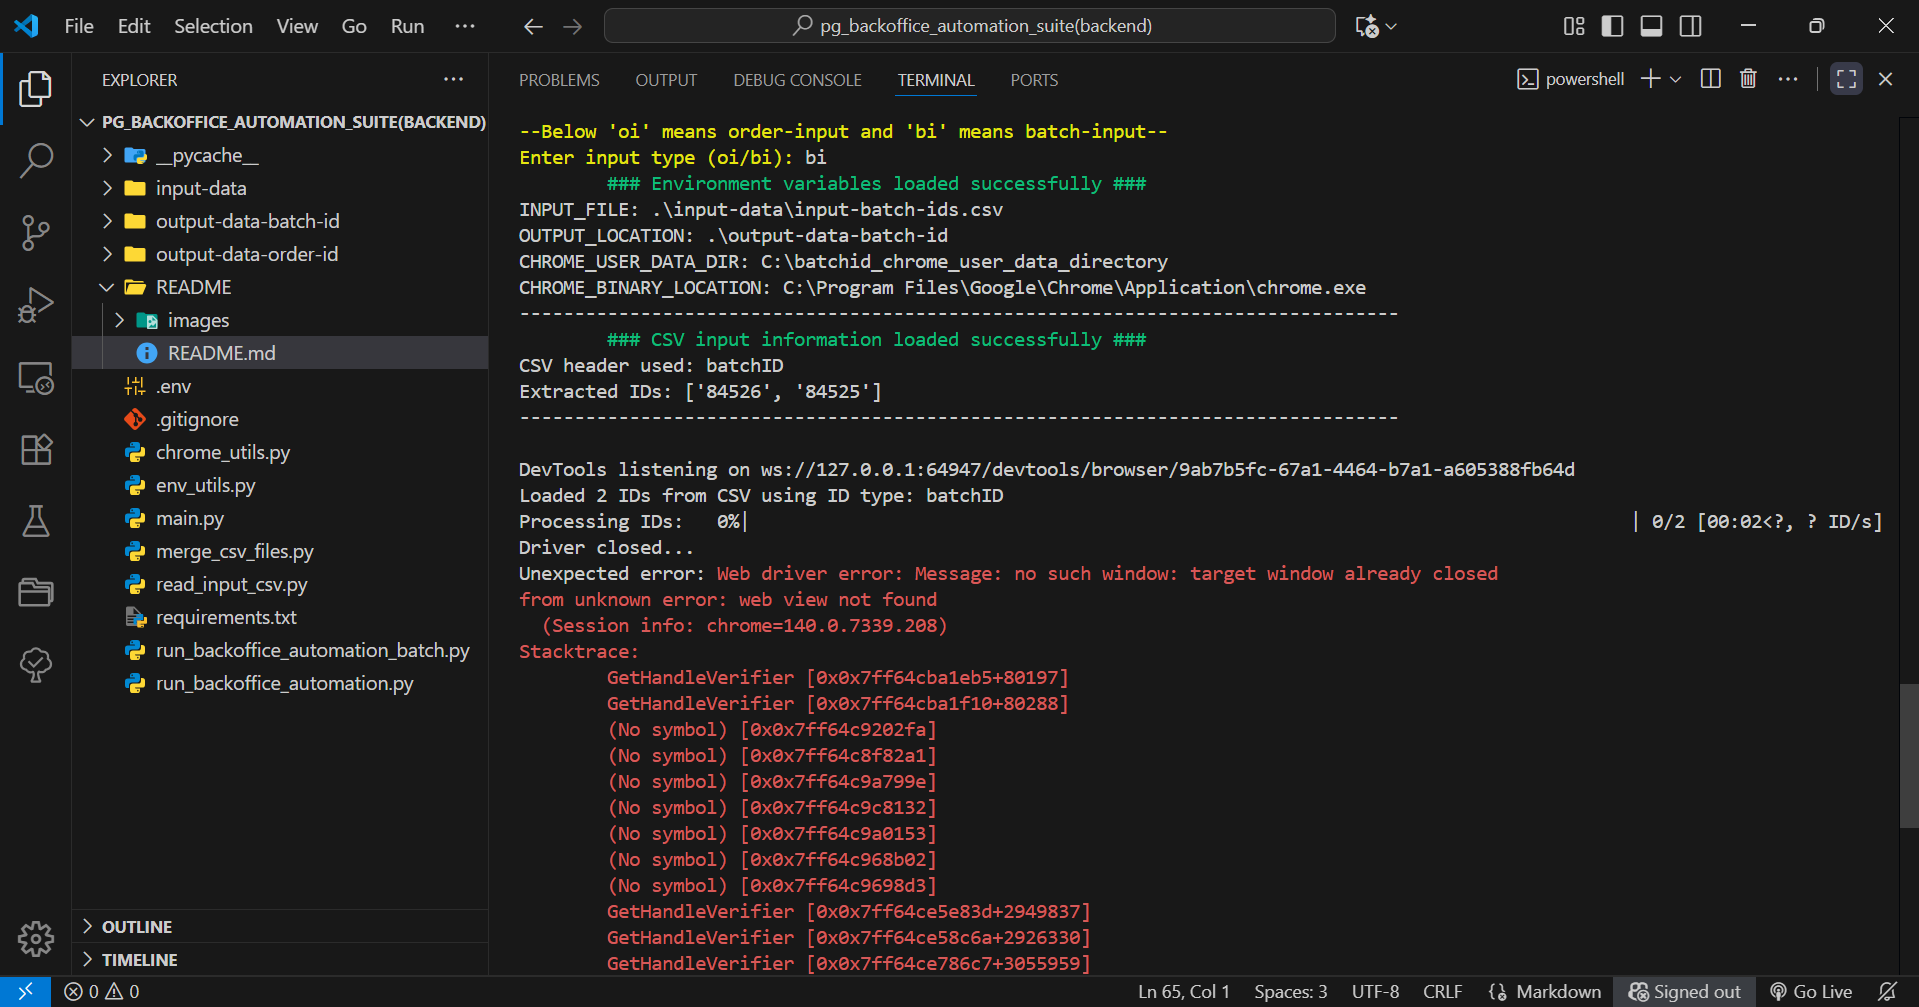 File Edit Selection View Go Run ···
pg_backoffice_automation_suite(backend)
EXPLORER ···
PG_BACKOFFICE_AUTOMATION_SUITE(BACKEND)
__pycache__
input-data
output-data-batch-id
output-data-order-id
README
images
README.md
.env
.gitignore
chrome_utils.py
env_utils.py
main.py
merge_csv_files.py
read_input_csv.py
requirements.txt
run_backoffice_automation_batch.py
run_backoffice_automation.py
OUTLINE
TIMELINE
PROBLEMS OUTPUT DEBUG CONSOLE TERMINAL PORTS
powershell
--Below 'oi' means order-input and 'bi' means batch-input--
Enter input type (oi/bi): bi
### Environment variables loaded successfully ###
INPUT_FILE: .\input-data\input-batch-ids.csv
OUTPUT_LOCATION: .\output-data-batch-id
CHROME_USER_DATA_DIR: C:\batchid_chrome_user_data_directory
CHROME_BINARY_LOCATION: C:\Program Files\Google\Chrome\Application\chrome.exe
--------------------------------------------------------------------------------
### CSV input information loaded successfully ###
CSV header used: batchID
Extracted IDs: ['84526', '84525']
--------------------------------------------------------------------------------
DevTools listening on ws://127.0.0.1:64947/devtools/browser/9ab7b5fc-67a1-4464-b7a1-a605388fb64d
Loaded 2 IDs from CSV using ID type: batchID
Processing IDs:   0%|                                                                                | 0/2 [00:02<?, ? ID/s]
Driver closed...
Unexpected error: Web driver error: Message: no such window: target window already closed
from unknown error: web view not found
(Session info: chrome=140.0.7339.208)
Stacktrace:
GetHandleVerifier [0x0x7ff64cba1eb5+80197]
GetHandleVerifier [0x0x7ff64cba1f10+80288]
(No symbol) [0x0x7ff64c9202fa]
(No symbol) [0x0x7ff64c8f82a1]
(No symbol) [0x0x7ff64c9a799e]
(No symbol) [0x0x7ff64c9c8132]
(No symbol) [0x0x7ff64c9a0153]
(No symbol) [0x0x7ff64c968b02]
(No symbol) [0x0x7ff64c9698d3]
GetHandleVerifier [0x0x7ff64ce5e83d+2949837]
GetHandleVerifier [0x0x7ff64ce58c6a+2926330]
GetHandleVerifier [0x0x7ff64ce786c7+3055959]
0 0
Ln 65, Col 1 Spaces: 3 UTF-8 CRLF {} Markdown Signed out Go Live